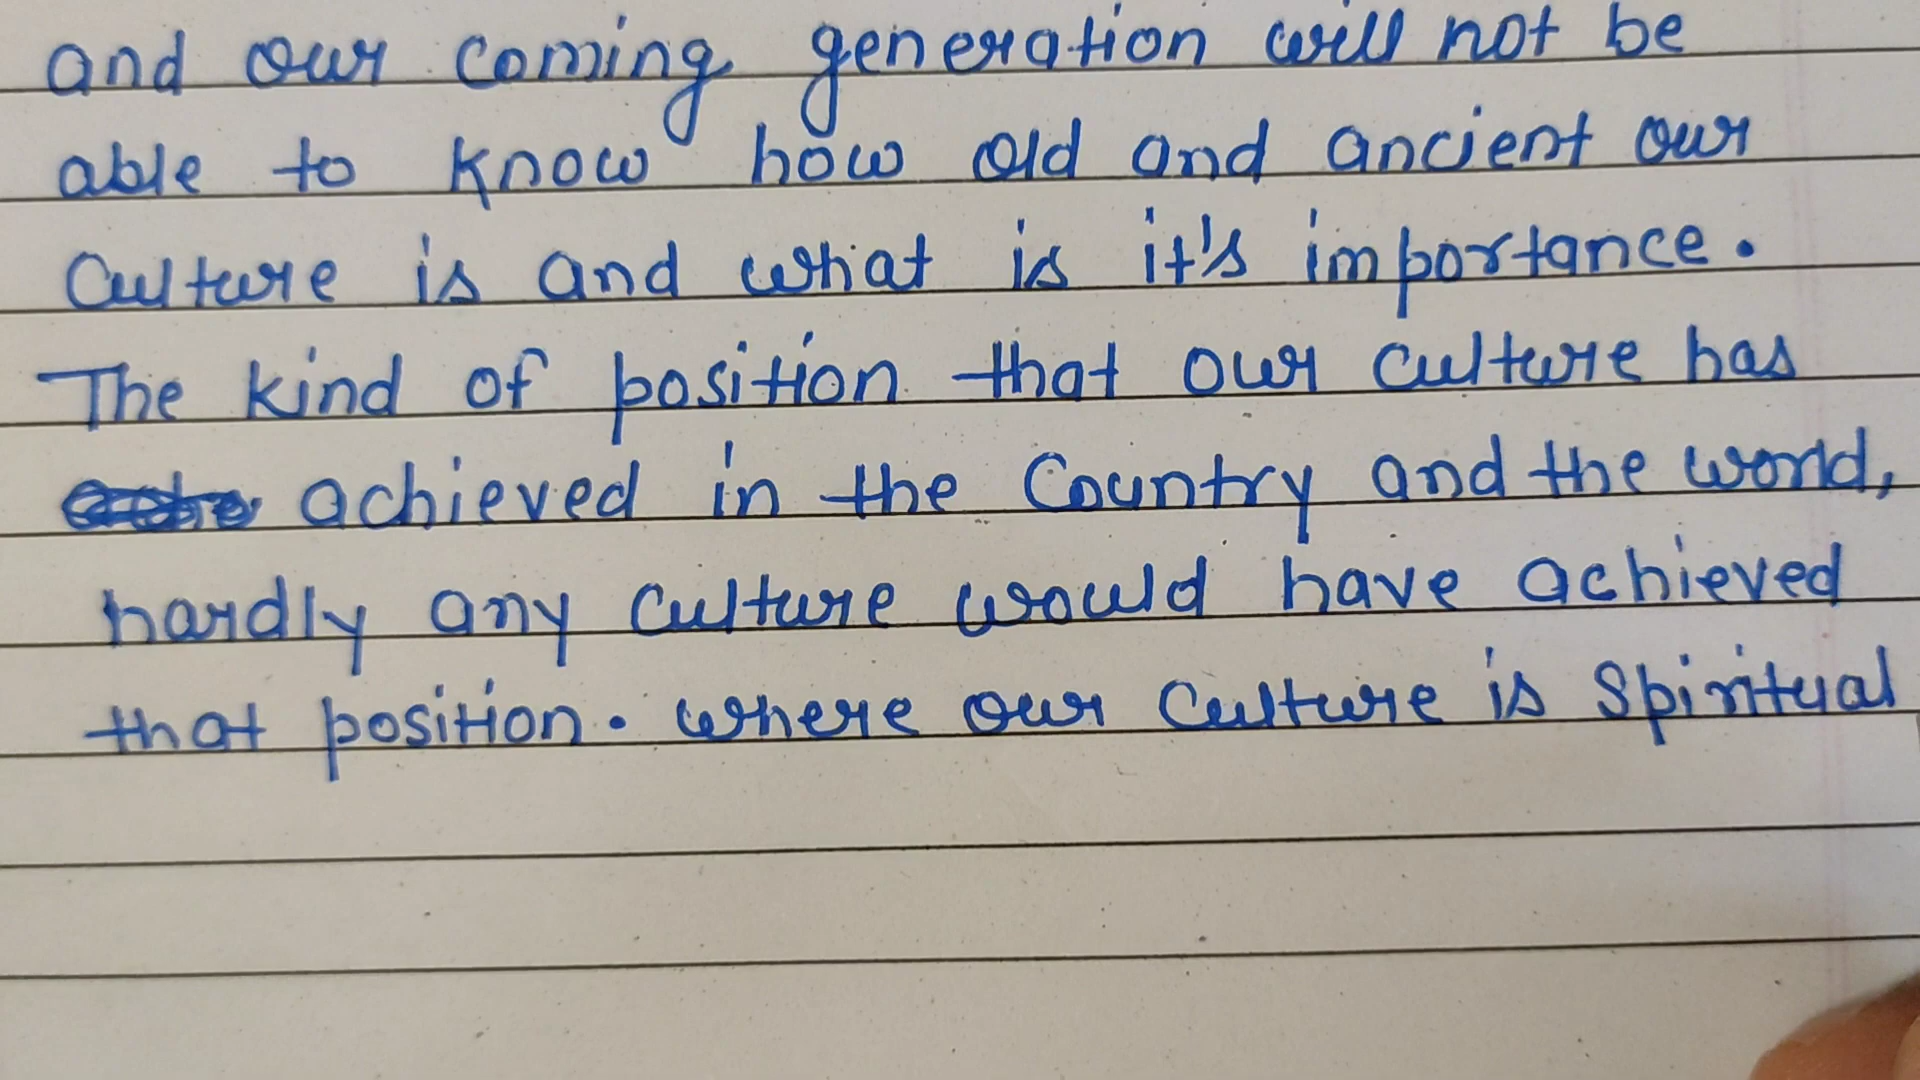 and our coming generation will not be
able to know how old and ancient our
Culture is and what is it's importance.
The kind of position that our culture has
achieved in the Country and the world,
hardly any culture would have achieved
that position. where our culture is Spiritual